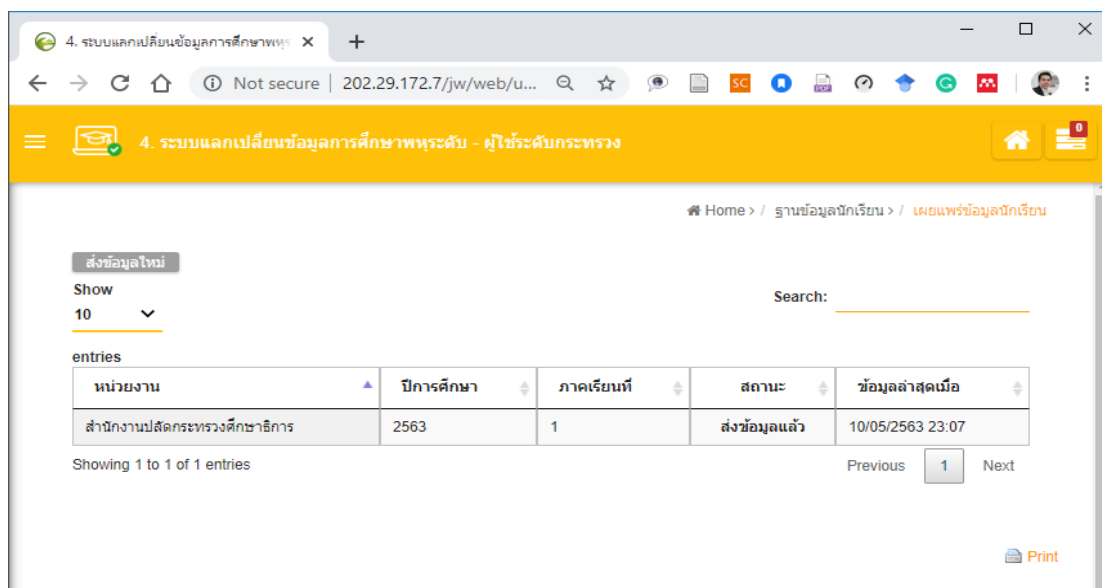 4. ระบบแลกเปลี่ยนข้อมูลการศึกษาพหุร
Not secure | 202.29.172.7/jw/web/u...
SC
PDF
G
4. ระบบแลกเปลี่ยนข้อมูลการศึกษาพหุระดับ - ผู้ใช้ระดับกระทรวง
0
Home > / ฐานข้อมูลนักเรียน > / เผยแพร่ข้อมูลนักเรียน
ส่งข้อมูลใหม่
Show
10
Search:
entries
หน่วยงาน ปีการศึกษา ภาคเรียนที่ สถานะ ข้อมูลล่าสุดเมื่อ
สำนักงานปลัดกระทรวงศึกษาธิการ 2563 1 ส่งข้อมูลแล้ว 10/05/2563 23:07
Showing 1 to 1 of 1 entries
Previous 1 Next
Print